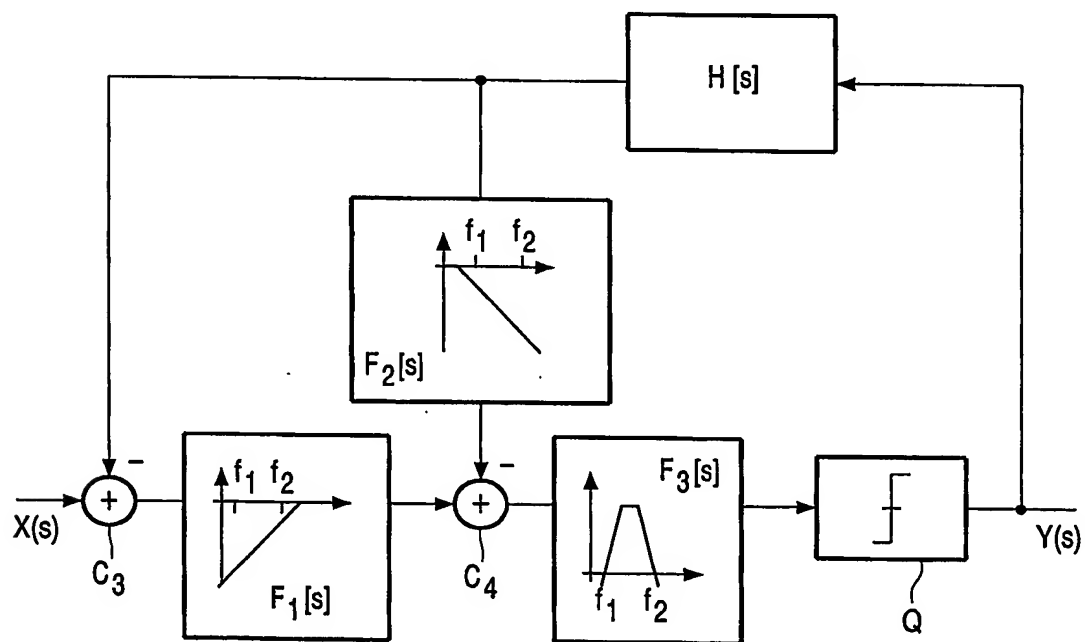 H[s]
f1 f2
F2[s]
–
–
f1 f2
F1[s]
F3[s]
f1 f2
+
+
X(s)
Y(s)
C3
C4
Q